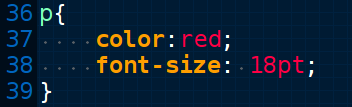 36 p{
37     color:red;
38     font-size: 18pt;
39 }